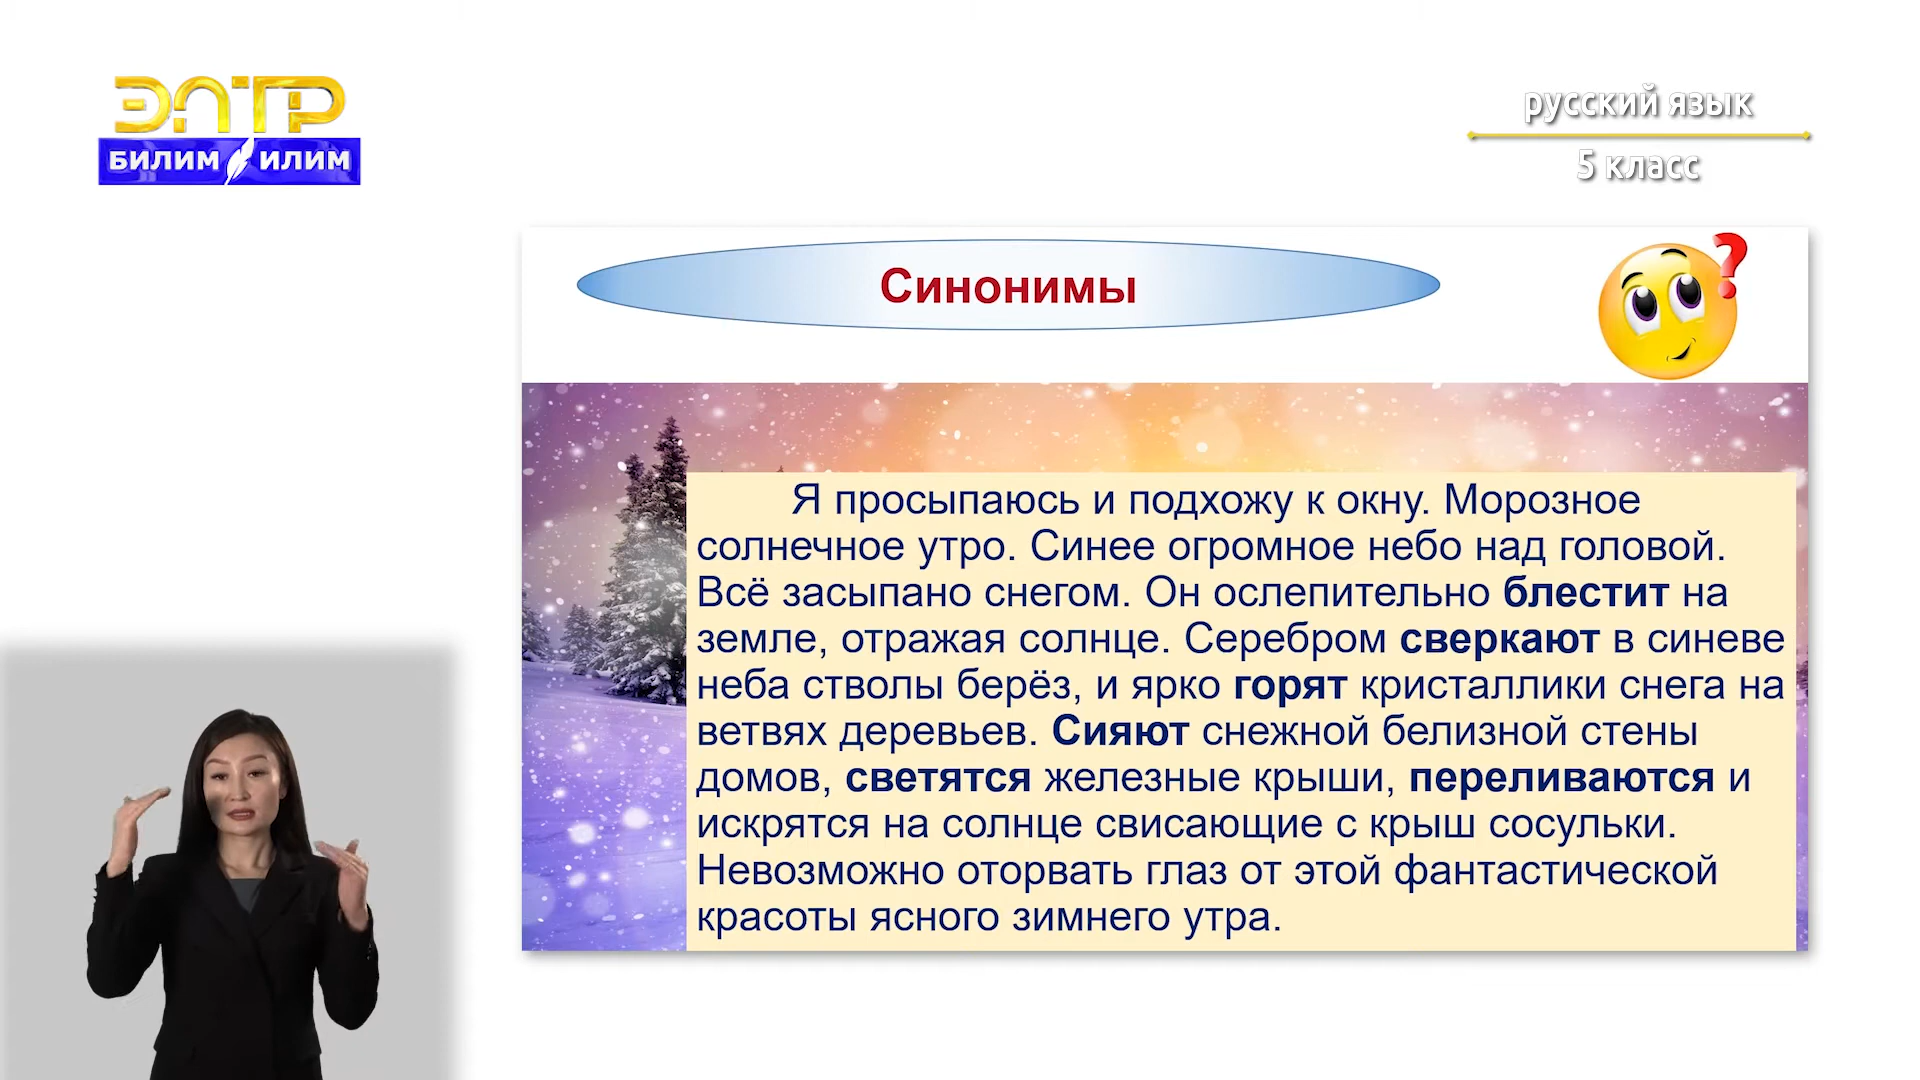 ЭЛТР
БИЛИМ ИЛИМ
русский язык
5 класс
Синонимы
?
Я просыпаюсь и подхожу к окну. Морозное
солнечное утро. Синее огромное небо над головой.
Всё засыпано снегом. Он ослепительно блестит на
земле, отражая солнце. Серебром сверкают в синеве
неба стволы берёз, и ярко горят кристаллики снега на
ветвях деревьев. Сияют снежной белизной стены
домов, светятся железные крыши, переливаются и
искрятся на солнце свисающие с крыш сосульки.
Невозможно оторвать глаз от этой фантастической
красоты ясного зимнего утра.